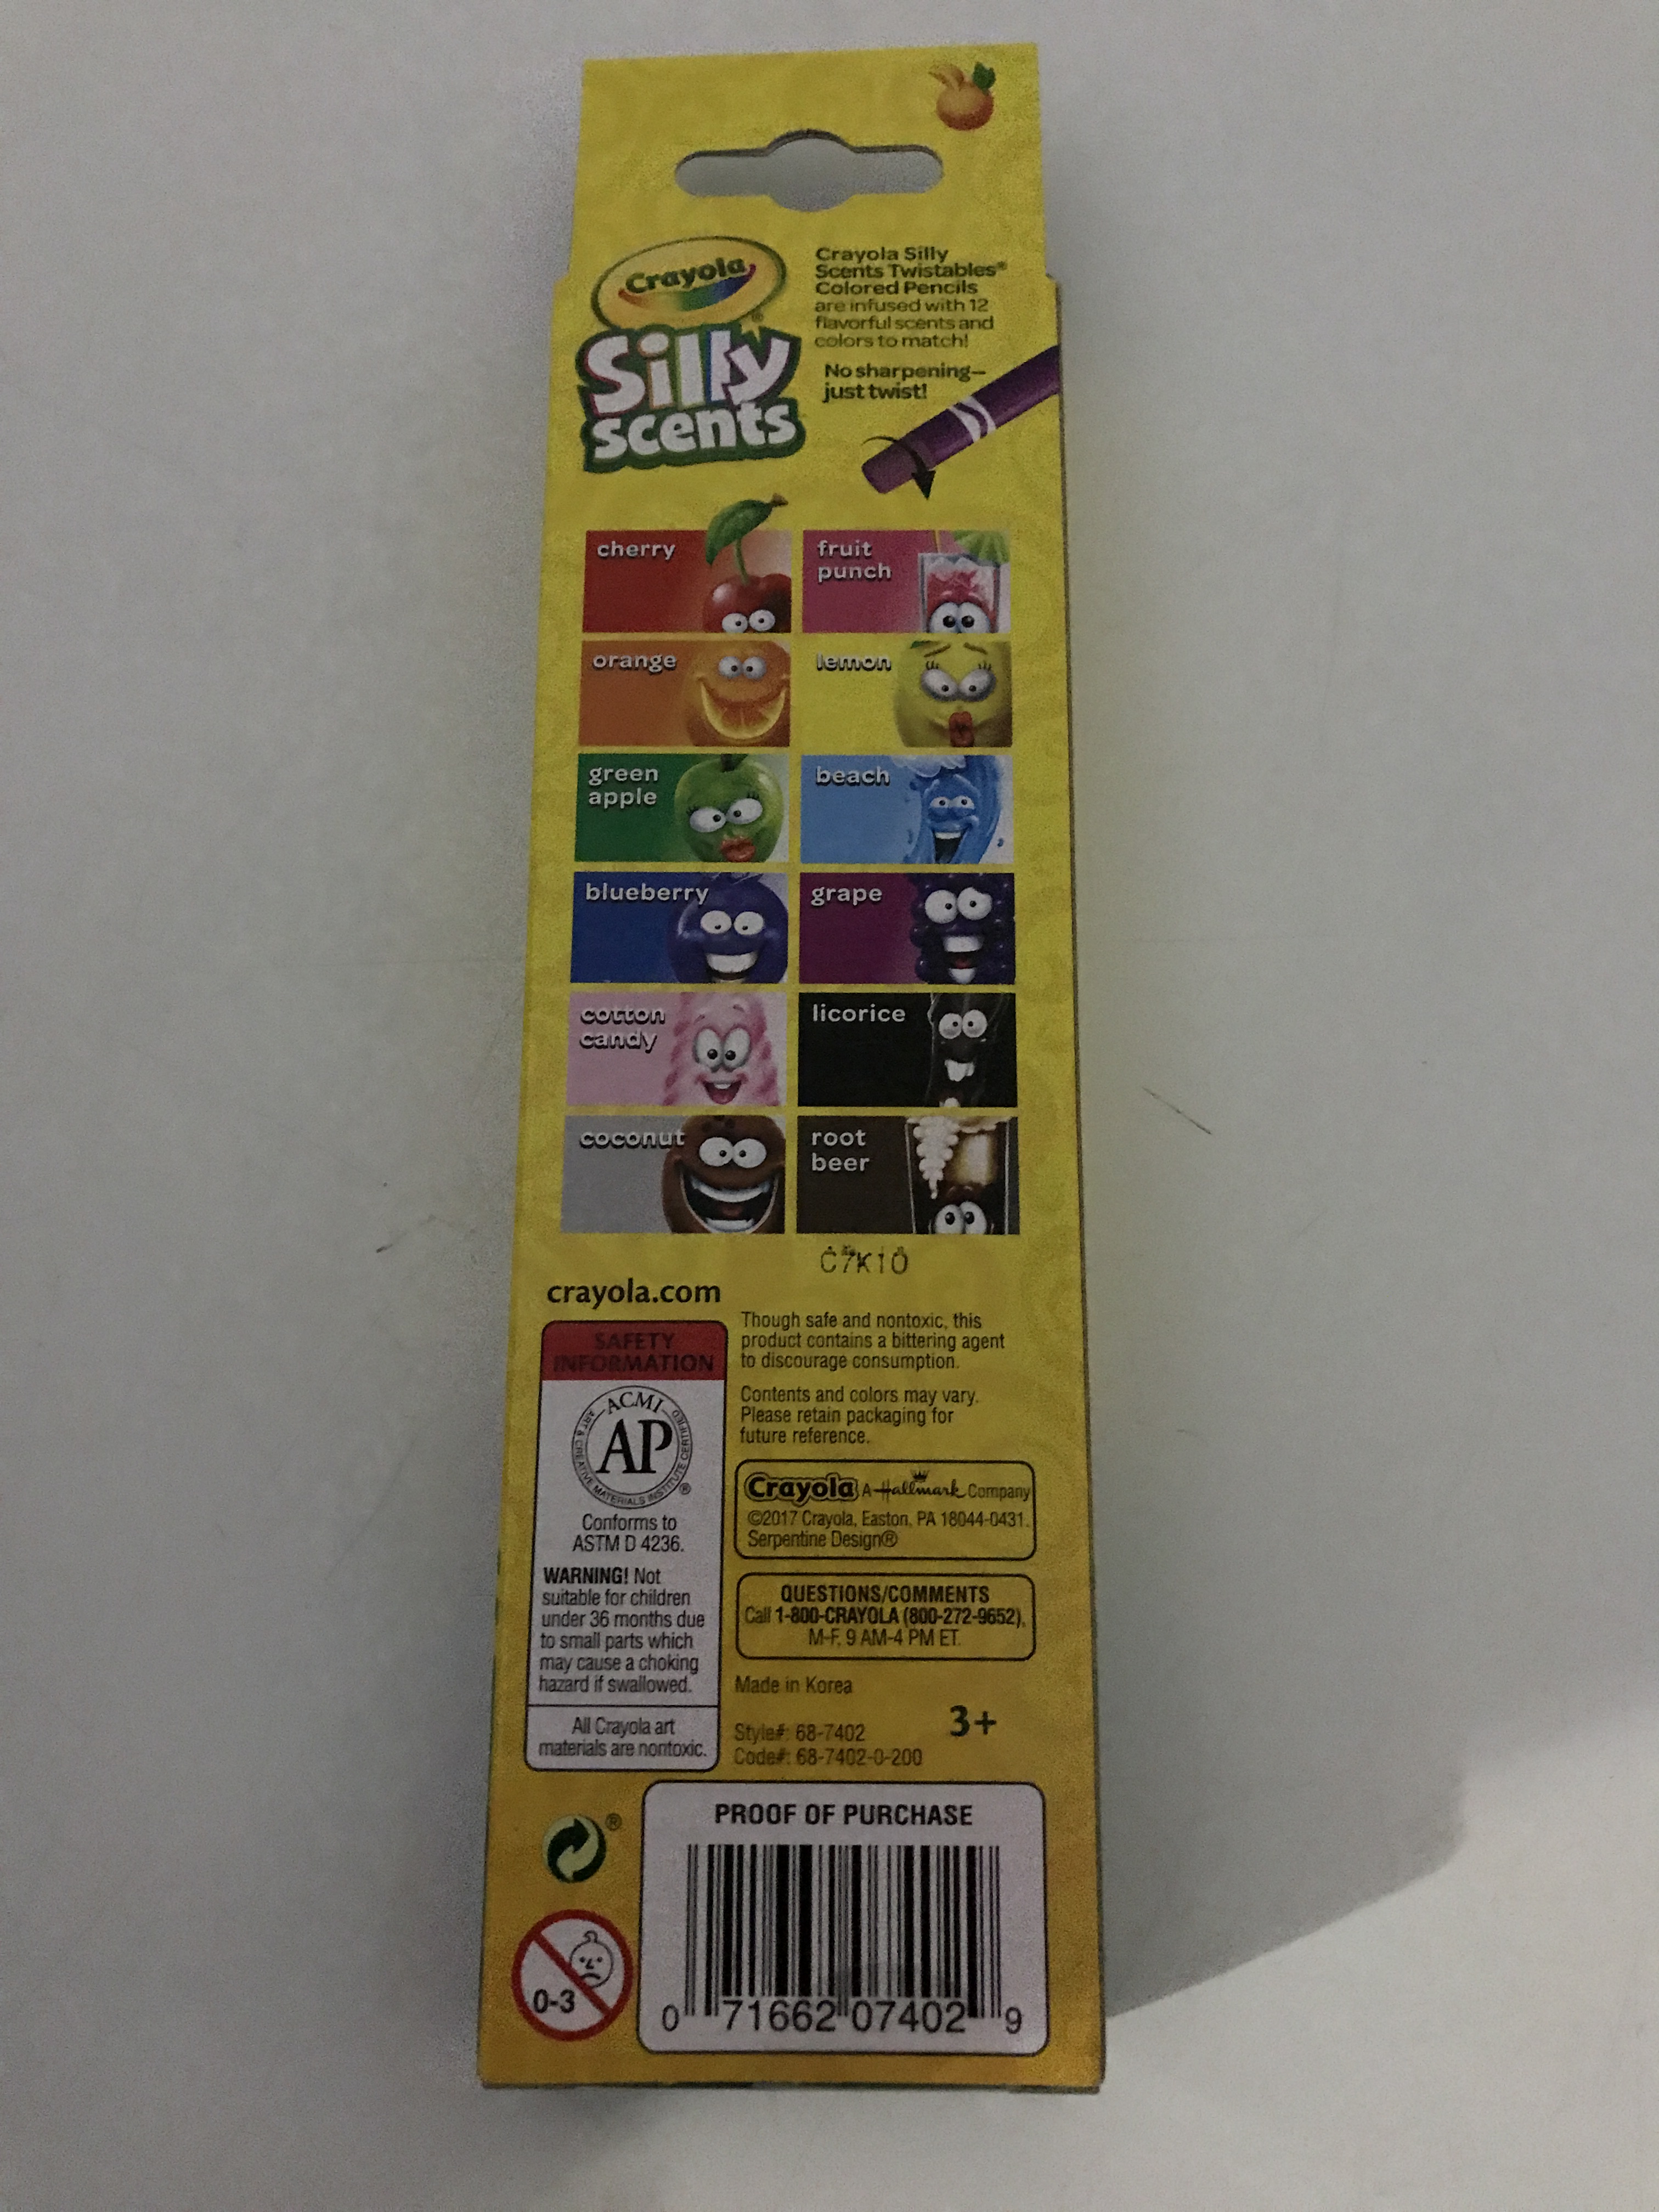 Crayola
Silly
scents
Crayola Silly
Scents Twistables®
Colored Pencils
are infused with 12
flavorful scents and
colors to match!
No sharpening–
just twist!
cherry
fruit
punch
orange
lemon
green
apple
beach
blueberry
grape
cotton
candy
licorice
coconut
root
beer
C7K10
crayola.com
SAFETY
INFORMATION
ACMI
AP
ART & CREATIVE MATERIALS INSTITUTE CERTIFIED
®
Conforms to
ASTM D 4236.
WARNING! Not
suitable for children
under 36 months due
to small parts which
may cause a choking
hazard if swallowed.
All Crayola art
materials are nontoxic.
Though safe and nontoxic, this
product contains a bittering agent
to discourage consumption.
Contents and colors may vary.
Please retain packaging for
future reference.
Crayola A Hallmark Company
©2017 Crayola, Easton, PA 18044-0431.
Serpentine Design®
QUESTIONS/COMMENTS
Call 1-800-CRAYOLA (800-272-9652),
M-F, 9 AM-4 PM ET.
Made in Korea
3+
Style#: 68-7402
Code#: 68-7402-0-200
®
0-3
PROOF OF PURCHASE
0 71662 07402 9